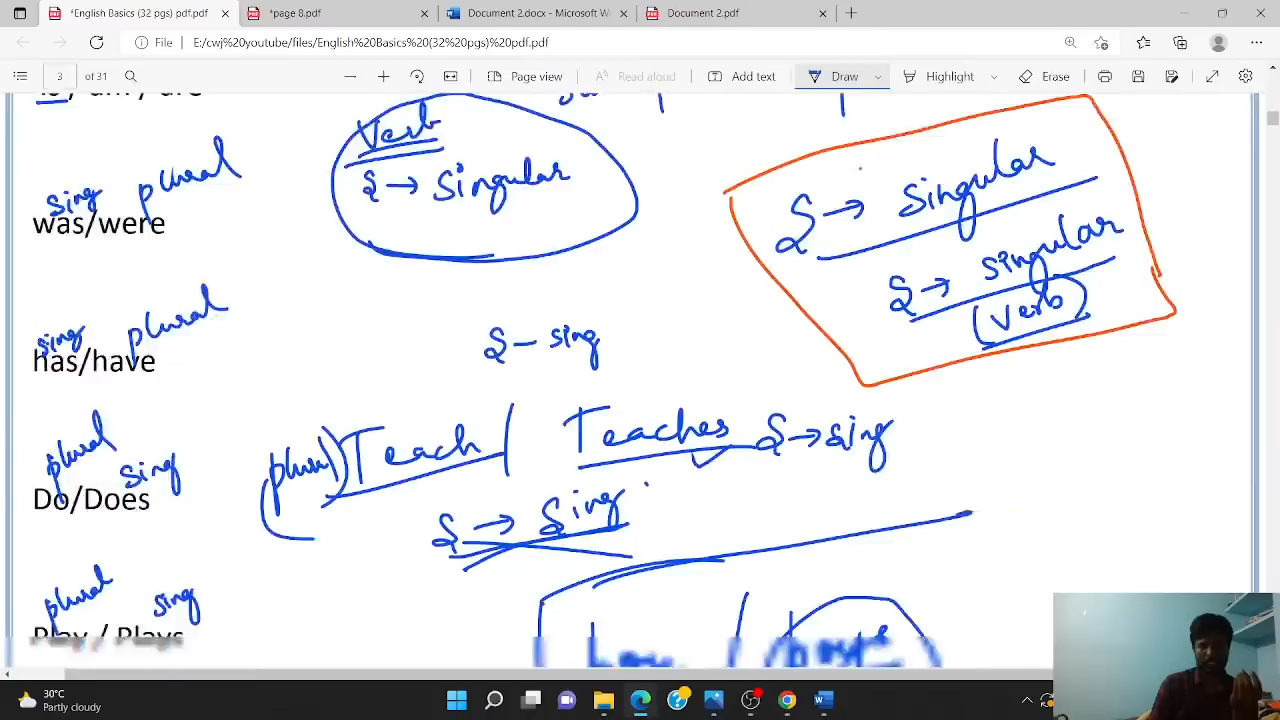 *English Basics (32 pgs) pdf.pdf
*page 8.pdf
Document 2.docx - Microsoft W
Document 2.pdf
File
E:/cwj%20youtube/files/English%20Basics%20(32%20pgs)%20pdf.pdf
3 of 31
Page view
Read aloud
Add text
Draw
Highlight
Erase
Verb
S → Singular
sing plural
was/were
S → singular
S → singular
(Verb)
sing plural
has/have
S - sing
plural) Teach / Teaches S → sing
plural sing
Do/Does
S → Sing
plural sing
Play / Plays
30°C
Partly cloudy